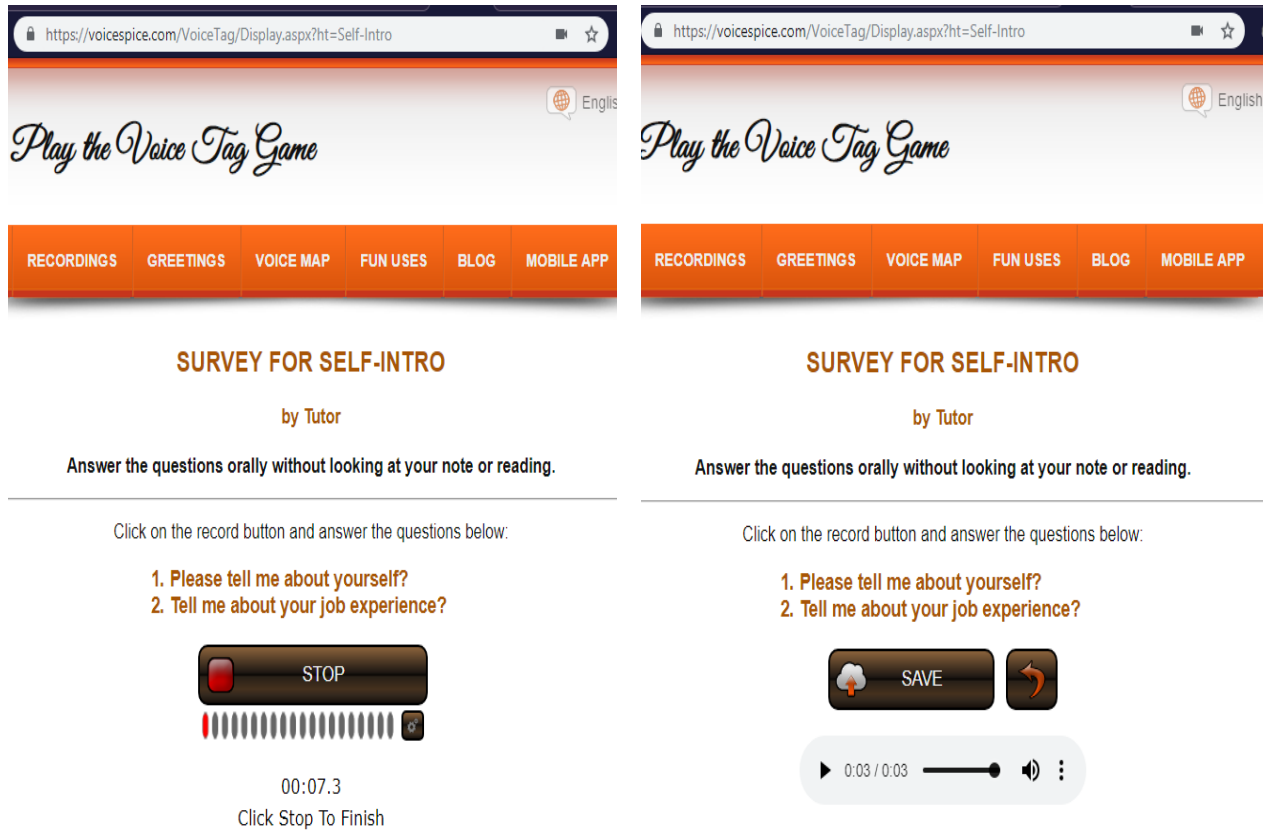 https://voicespice.com/VoiceTag/Display.aspx?ht=Self-Intro
Englis
Play the Voice Tag Game
RECORDINGS GREETINGS VOICE MAP FUN USES BLOG MOBILE APP
SURVEY FOR SELF-INTRO
by Tutor
Answer the questions orally without looking at your note or reading.
Click on the record button and answer the questions below:
1. Please tell me about yourself?
2. Tell me about your job experience?
STOP
00:07.3
Click Stop To Finish
https://voicespice.com/VoiceTag/Display.aspx?ht=Self-Intro
English
Play the Voice Tag Game
RECORDINGS GREETINGS VOICE MAP FUN USES BLOG MOBILE APP
SURVEY FOR SELF-INTRO
by Tutor
Answer the questions orally without looking at your note or reading.
Click on the record button and answer the questions below:
1. Please tell me about yourself?
2. Tell me about your job experience?
SAVE
0:03 / 0:03